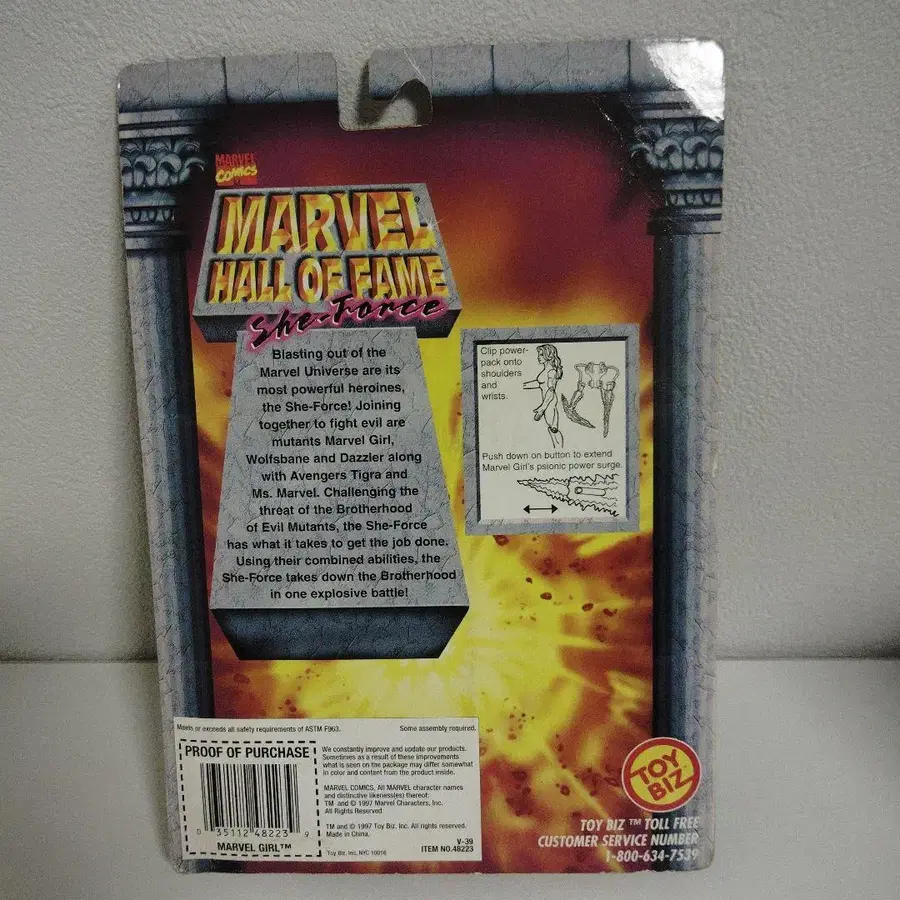 MARVEL
COMICS
MARVEL
HALL OF FAME
She-Force
Blasting out of the
Marvel Universe are its
most powerful heroines,
the She-Force! Joining
together to fight evil are
mutants Marvel Girl,
Wolfsbane and Dazzler along
with Avengers Tigra and
Ms. Marvel. Challenging the
threat of the Brotherhood
of Evil Mutants, the She-Force
has what it takes to get the job done.
Using their combined abilities, the
She-Force takes down the Brotherhood
in one explosive battle!
Clip power-
pack onto
shoulders
and
wrists.
Push down on button to extend
Marvel Girl's psionic power surge.
Meets or exceeds all safety requirements of ASTM F963.
Some assembly required.
PROOF OF PURCHASE
0 35112 48223 9
MARVEL GIRL™
We constantly improve and update our products.
Sometimes as a result of these improvements
what is seen on the package may differ somewhat
in color and content from the product inside.
MARVEL COMICS, All MARVEL character names
and distinctive likeness(es) thereof:
TM and © 1997 Marvel Characters, Inc.
All Rights Reserved
TM and © 1997 Toy Biz, Inc. All rights reserved.
Made in China.
Toy Biz, Inc. NYC 10016
V-39
ITEM NO.48223
TOY
BIZ
TOY BIZ ™ TOLL FREE
CUSTOMER SERVICE NUMBER
1-800-634-7539